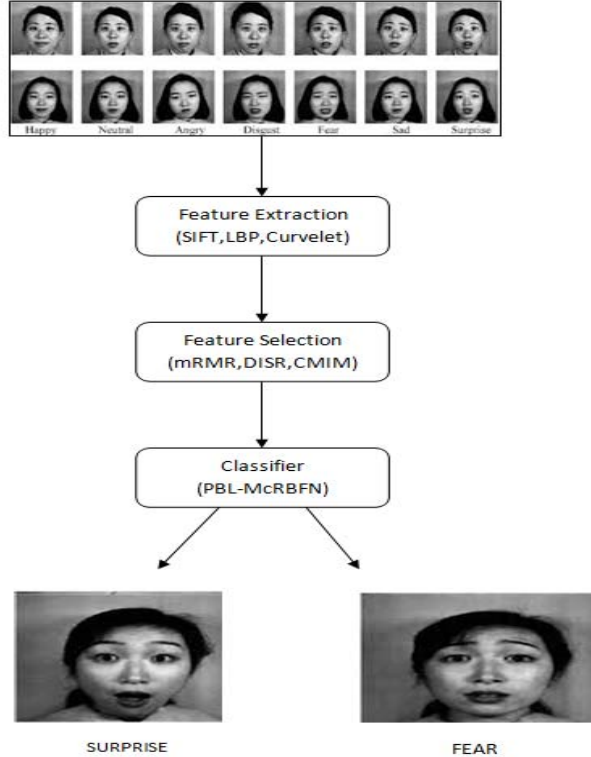 Happy Neutral Angry Disgust Fear Sad Surprise
Feature Extraction
(SIFT,LBP,Curvelet)
Feature Selection
(mRMR,DISR,CMIM)
Classifier
(PBL-McRBFN)
SURPRISE FEAR